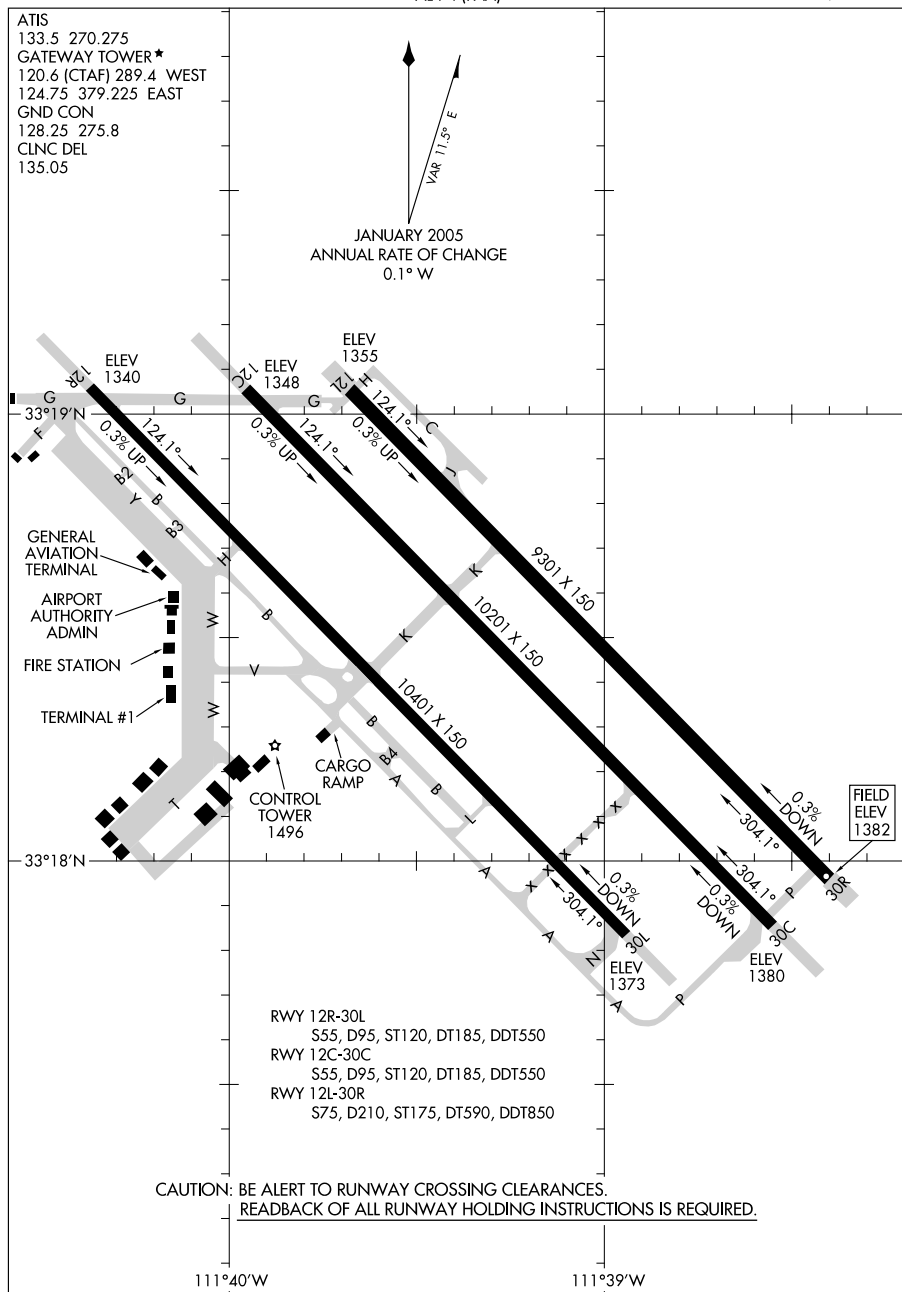 ATIS
133.5 270.275
GATEWAY TOWER★
120.6 (CTAF) 289.4 WEST
124.75 379.225 EAST
GND CON
128.25 275.8
CLNC DEL
135.05
VAR 11.5° E
JANUARY 2005
ANNUAL RATE OF CHANGE
0.1° W
ELEV
1340
ELEV
1348
ELEV
1355
12R
12C
12L
H
G
G
G
33°19'N
F
124.1°
0.3% UP
124.1°
0.3% UP
124.1°
0.3% UP
C
J
B2
Y
B
B3
H
GENERAL
AVIATION
TERMINAL
AIRPORT
AUTHORITY
ADMIN
FIRE STATION
TERMINAL #1
W
W
V
B
K
K
9301 X 150
10201 X 150
10401 X 150
B
B4
A
B
L
CARGO
RAMP
CONTROL
TOWER
1496
T
33°18'N
A
X
X
X
X
X
X
304.1°
0.3%
DOWN
304.1°
0.3%
DOWN
304.1°
0.3%
DOWN
FIELD
ELEV
1382
30R
30C
30L
P
ELEV
1380
ELEV
1373
A
N
A
P
RWY 12R-30L
S55, D95, ST120, DT185, DDT550
RWY 12C-30C
S55, D95, ST120, DT185, DDT550
RWY 12L-30R
S75, D210, ST175, DT590, DDT850
CAUTION: BE ALERT TO RUNWAY CROSSING CLEARANCES.
READBACK OF ALL RUNWAY HOLDING INSTRUCTIONS IS REQUIRED.
111°40'W
111°39'W